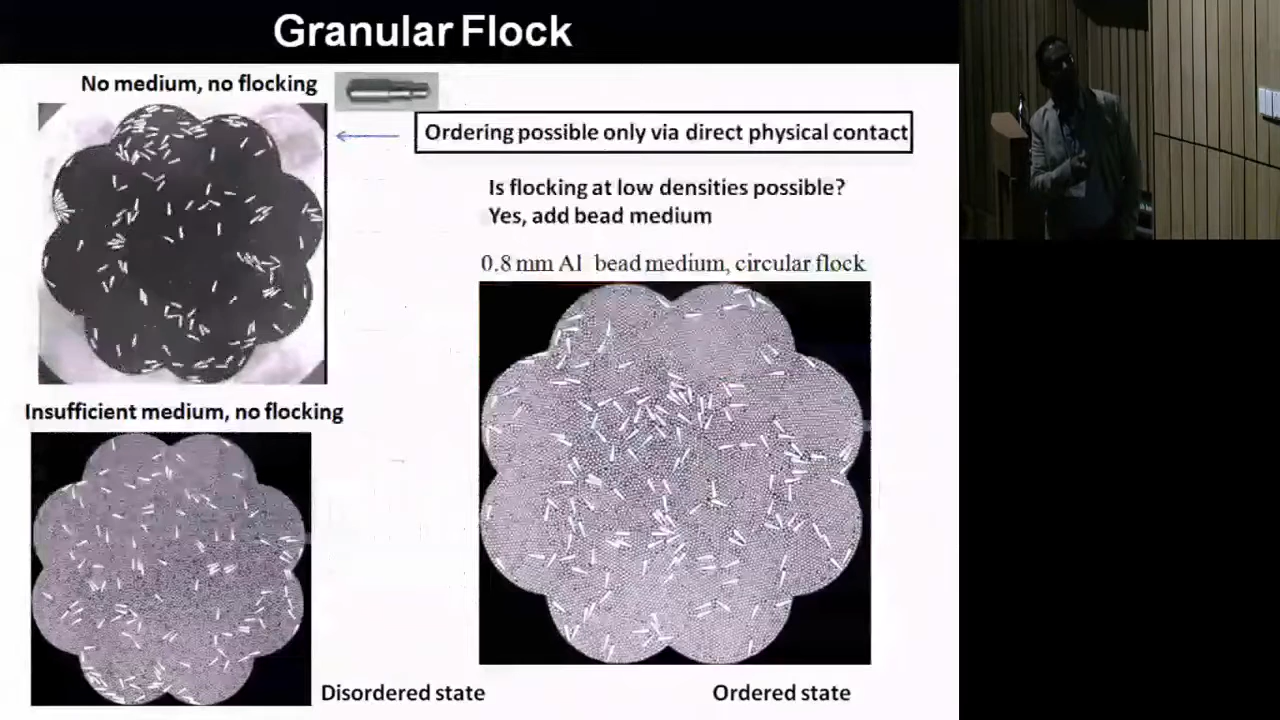 Granular Flock
No medium, no flocking
Ordering possible only via direct physical contact
Is flocking at low densities possible?
Yes, add bead medium
0.8 mm Al bead medium, circular flock
Insufficient medium, no flocking
Disordered state
Ordered state